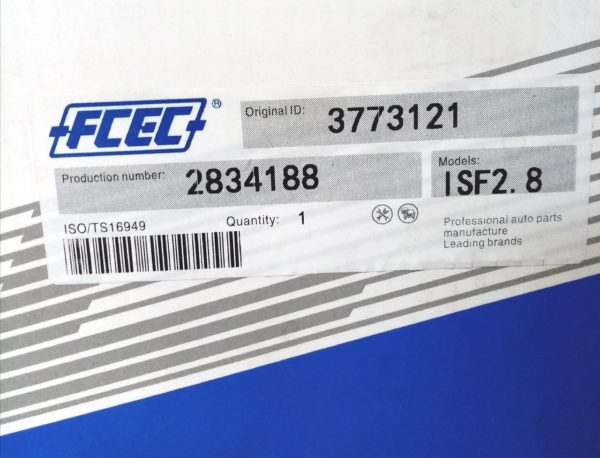 FCEC ®
Original ID: 3773121
Production number: 2834188
Models: ISF2.8
ISO/TS16949
Quantity: 1
Professional auto parts
manufacture
Leading brands